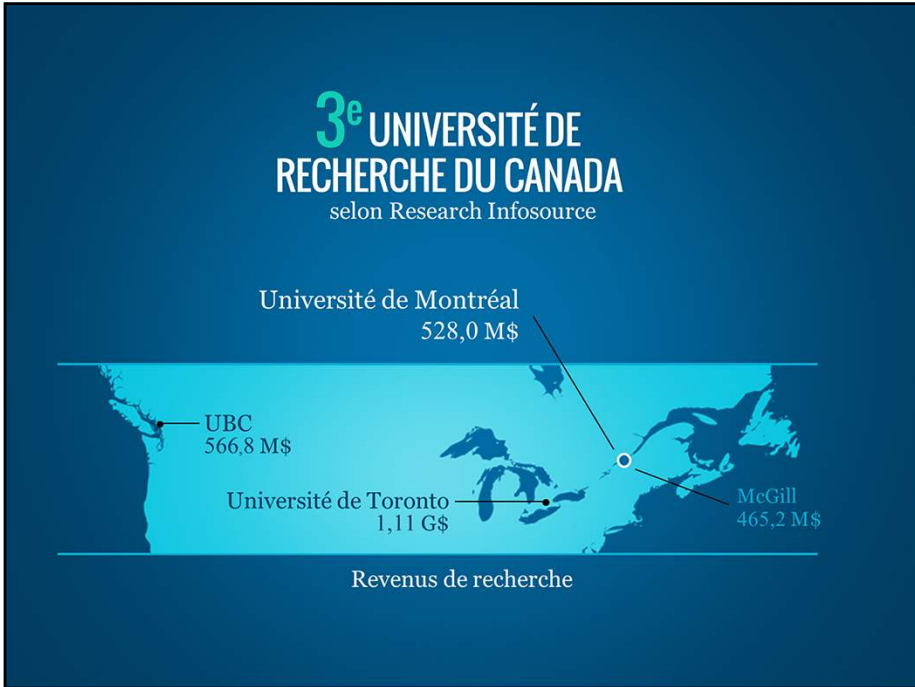 3e UNIVERSITÉ DE
RECHERCHE DU CANADA
selon Research Infosource
Université de Montréal
528,0 M$
UBC
566,8 M$
Université de Toronto
1,11 G$
McGill
465,2 M$
Revenus de recherche